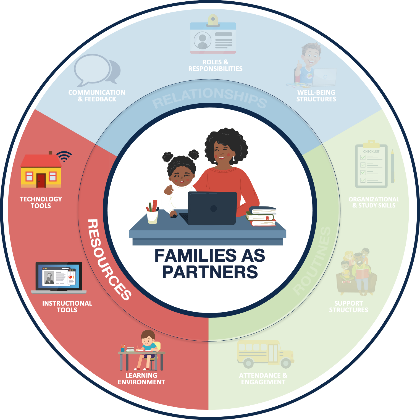 ROLES &
RESPONSIBILITIES
COMMUNICATION
& FEEDBACK
WELL-BEING
STRUCTURES
RELATIONSHIPS
TECHNOLOGY
TOOLS
ORGANIZATIONAL
& STUDY SKILLS
RESOURCES
ROUTINES
FAMILIES AS
PARTNERS
INSTRUCTIONAL
TOOLS
SUPPORT
STRUCTURES
LEARNING
ENVIRONMENT
ATTENDANCE &
ENGAGEMENT